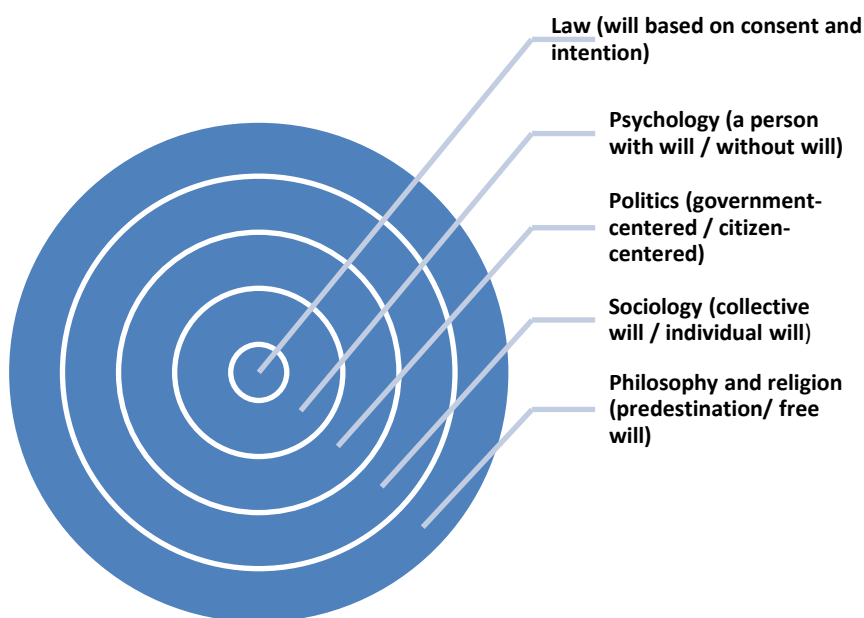 Law (will based on consent and
intention)
Psychology (a person
with will / without will)
Politics (government-
centered / citizen-
centered)
Sociology (collective
will / individual will)
Philosophy and religion
(predestination/ free
will)